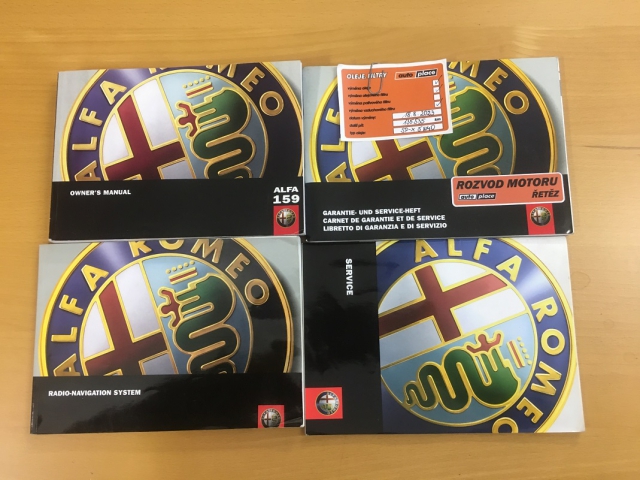 ALFA ROMEO
OWNER'S MANUAL
ALFA
159
ALFA ROMEO
OLEJE FILTRY
auto place
GARANTIE- UND SERVICE-HEFT
CARNET DE GARANTIE ET DE SERVICE
LIBRETTO DI GARANZIA E DI SERVIZIO
ROZVOD MOTORU
auto place
ŘETĚZ
ALFA ROMEO
RADIO-NAVIGATION SYSTEM
SERVICE
ALFA ROMEO